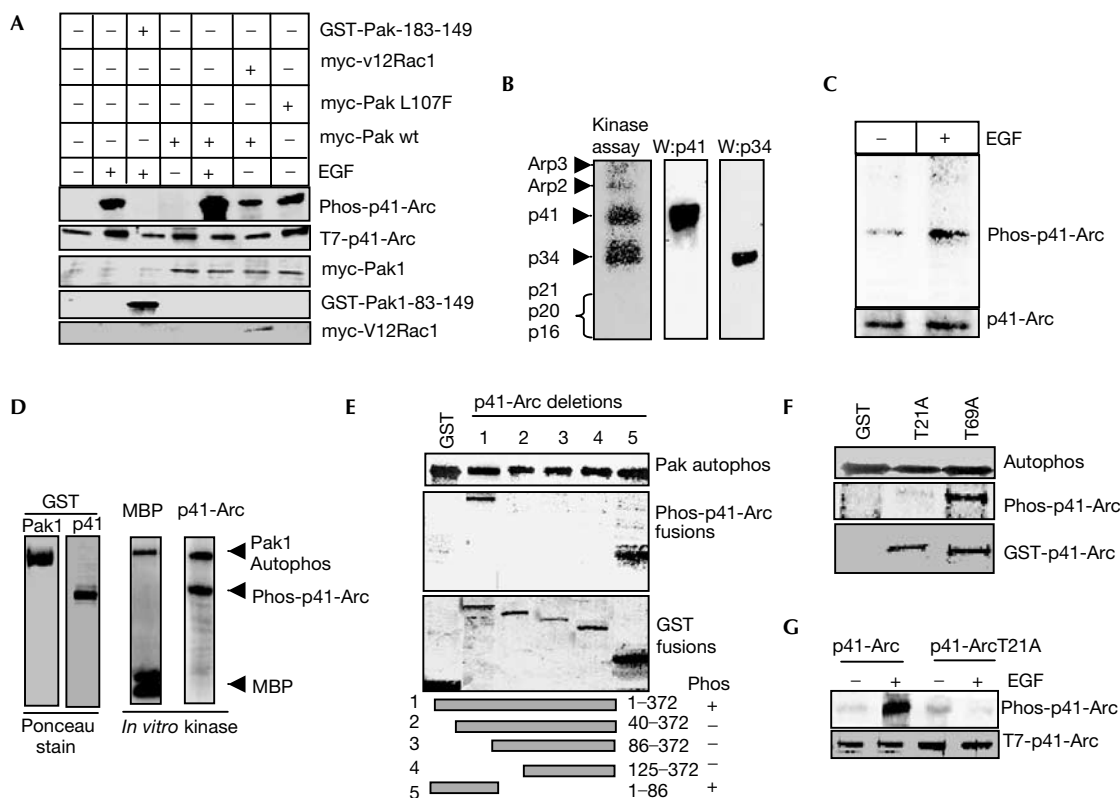 A
– – + – – – – – GST-Pak-183-149
– – – – – – + – myc-v12Rac1
– – – – – – – + myc-Pak L107F
– – – + + + – myc-Pak wt
– + + – + – – EGF
Phos-p41-Arc
T7-p41-Arc
myc-Pak1
GST-Pak1-83-149
myc-V12Rac1
B
Kinase assay W:p41 W:p34
Arp3
Arp2
p41
p34
p21
p20
p16
C
– + EGF
Phos-p41-Arc
p41-Arc
D
GST
Pak1 p41
MBP p41-Arc
Pak1
Autophos
Phos-p41-Arc
MBP
Ponceau stain
In vitro kinase
E
p41-Arc deletions
GST 1 2 3 4 5
Pak autophos
Phos-p41-Arc
fusions
GST
fusions
Phos
1 1–372 +
2 40–372 –
3 86–372 –
4 125–372 –
5 1–86 +
F
GST T21A T69A
Autophos
Phos-p41-Arc
GST-p41-Arc
G
p41-Arc p41-ArcT21A
– + – + EGF
Phos-p41-Arc
T7-p41-Arc